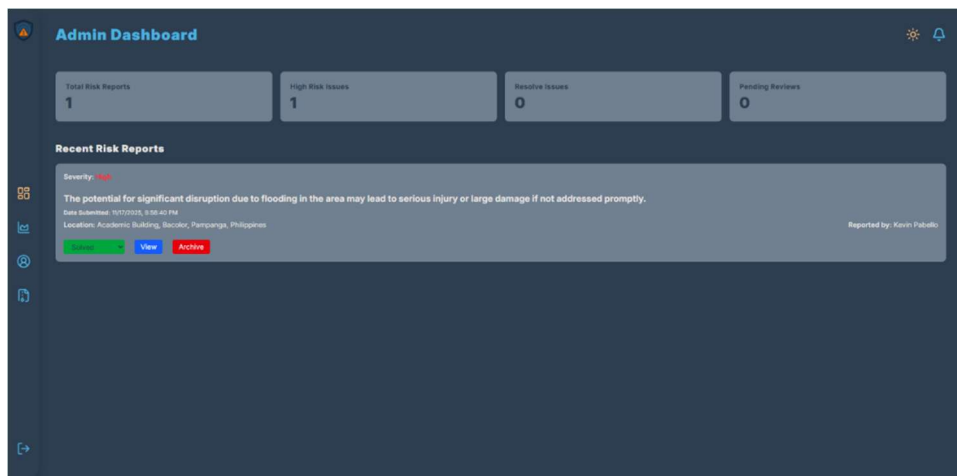 Admin Dashboard
Total Risk Reports
1
High Risk Issues
1
Resolve Issues
0
Pending Reviews
0
Recent Risk Reports
Severity: High
The potential for significant disruption due to flooding in the area may lead to serious injury or large damage if not addressed promptly.
Date Submitted: 11/17/2025, 5:58:40 PM
Location: Academic Building, Bacolor, Pampanga, Philippines
Reported by: Kevin Pabello
Solved
View
Archive